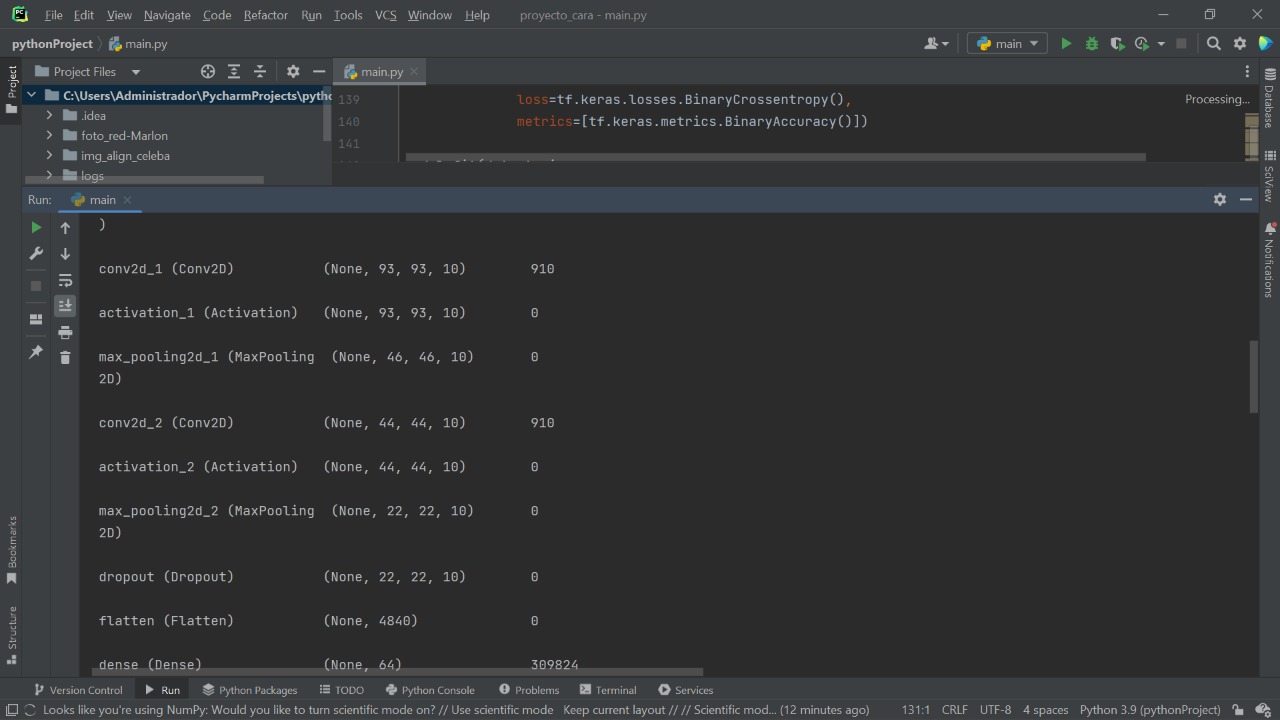 File Edit View Navigate Code Refactor Run Tools VCS Window Help proyecto_cara - main.py
pythonProject main.py main
Project Project Files main.py
C:\Users\Administrador\PycharmProjects\pytho 139 loss=tf.keras.losses.BinaryCrossentropy(), Processing... Database
.idea 140 metrics=[tf.keras.metrics.BinaryAccuracy()])
foto_red-Marlon 141
img_align_celeba
logs
SciView
Run: main
Notifications
)
conv2d_1 (Conv2D) (None, 93, 93, 10) 910
activation_1 (Activation) (None, 93, 93, 10) 0
max_pooling2d_1 (MaxPooling (None, 46, 46, 10) 0
2D)
conv2d_2 (Conv2D) (None, 44, 44, 10) 910
activation_2 (Activation) (None, 44, 44, 10) 0
max_pooling2d_2 (MaxPooling (None, 22, 22, 10) 0
2D)
dropout (Dropout) (None, 22, 22, 10) 0
flatten (Flatten) (None, 4840) 0
dense (Dense) (None, 64) 309824
Bookmarks
Structure
Version Control Run Python Packages TODO Python Console Problems Terminal Services
Looks like you're using NumPy: Would you like to turn scientific mode on? // Use scientific mode Keep current layout // // Scientific mod... (12 minutes ago) 131:1 CRLF UTF-8 4 spaces Python 3.9 (pythonProject)